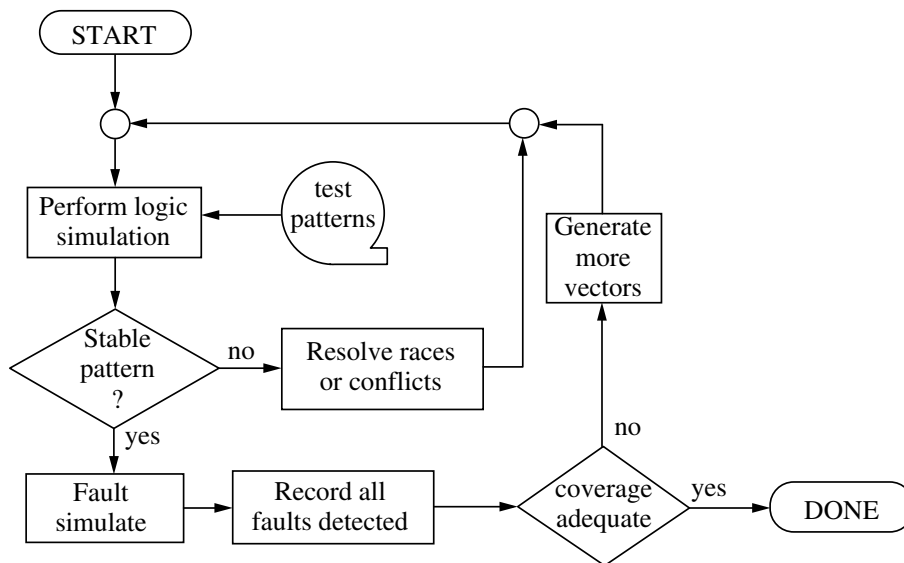 START
Perform logic
simulation
test
patterns
Generate
more
vectors
Stable
pattern
?
no
Resolve races
or conflicts
yes
no
Fault
simulate
Record all
faults detected
coverage
adequate
yes
DONE